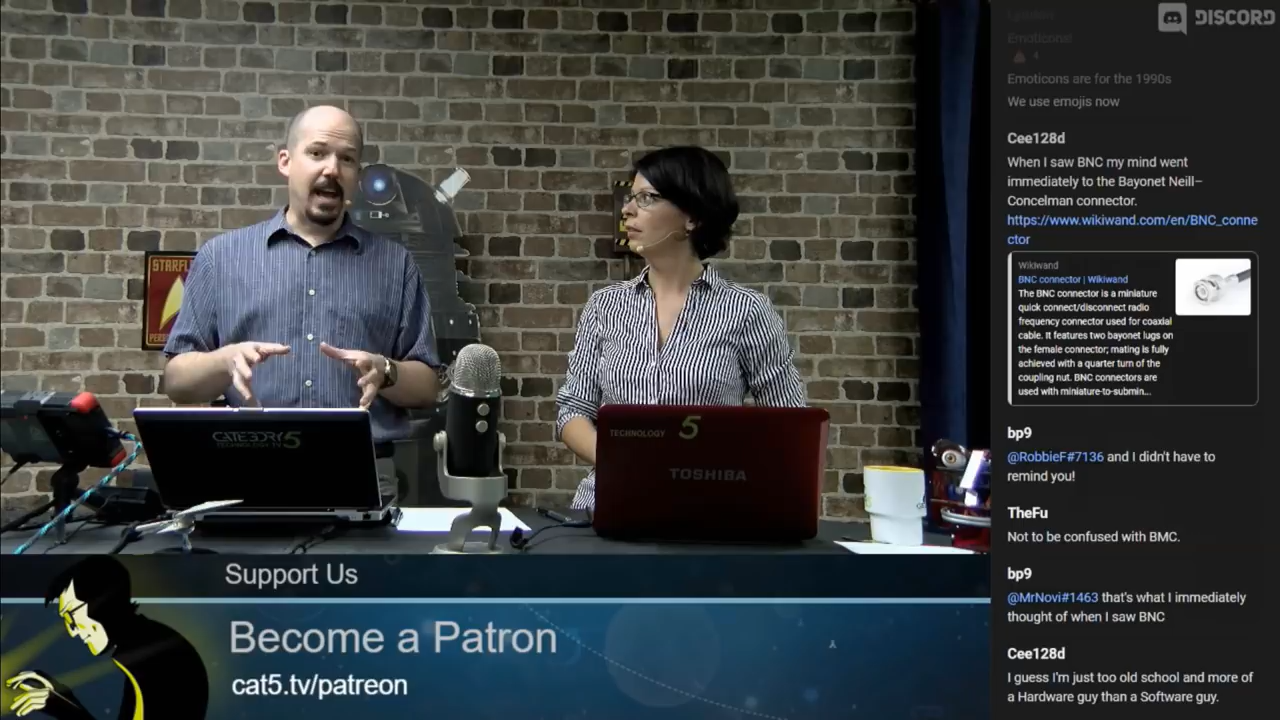 DISCORD
Emoticons!
4
Emoticons are for the 1990s
We use emojis now
Cee128d
When I saw BNC my mind went
immediately to the Bayonet Neill–
Concelman connector.
https://www.wikiwand.com/en/BNC_conne
ctor
Wikiwand
BNC connector | Wikiwand
The BNC connector is a miniature
quick connect/disconnect radio
frequency connector used for coaxial
cable. It features two bayonet lugs on
the female connector; mating is fully
achieved with a quarter turn of the
coupling nut. BNC connectors are
used with miniature-to-submin...
bp9
@RobbieF#7136 and I didn't have to
remind you!
TheFu
Not to be confused with BMC.
bp9
@MrNovi#1463 that's what I immediately
thought of when I saw BNC
Cee128d
I guess I'm just too old school and more of
a Hardware guy than a Software guy.
STARFL
CATEGORY5
TECHNOLOGY TV
TECHNOLOGY 5
TOSHIBA
Support Us
Become a Patron
cat5.tv/patreon